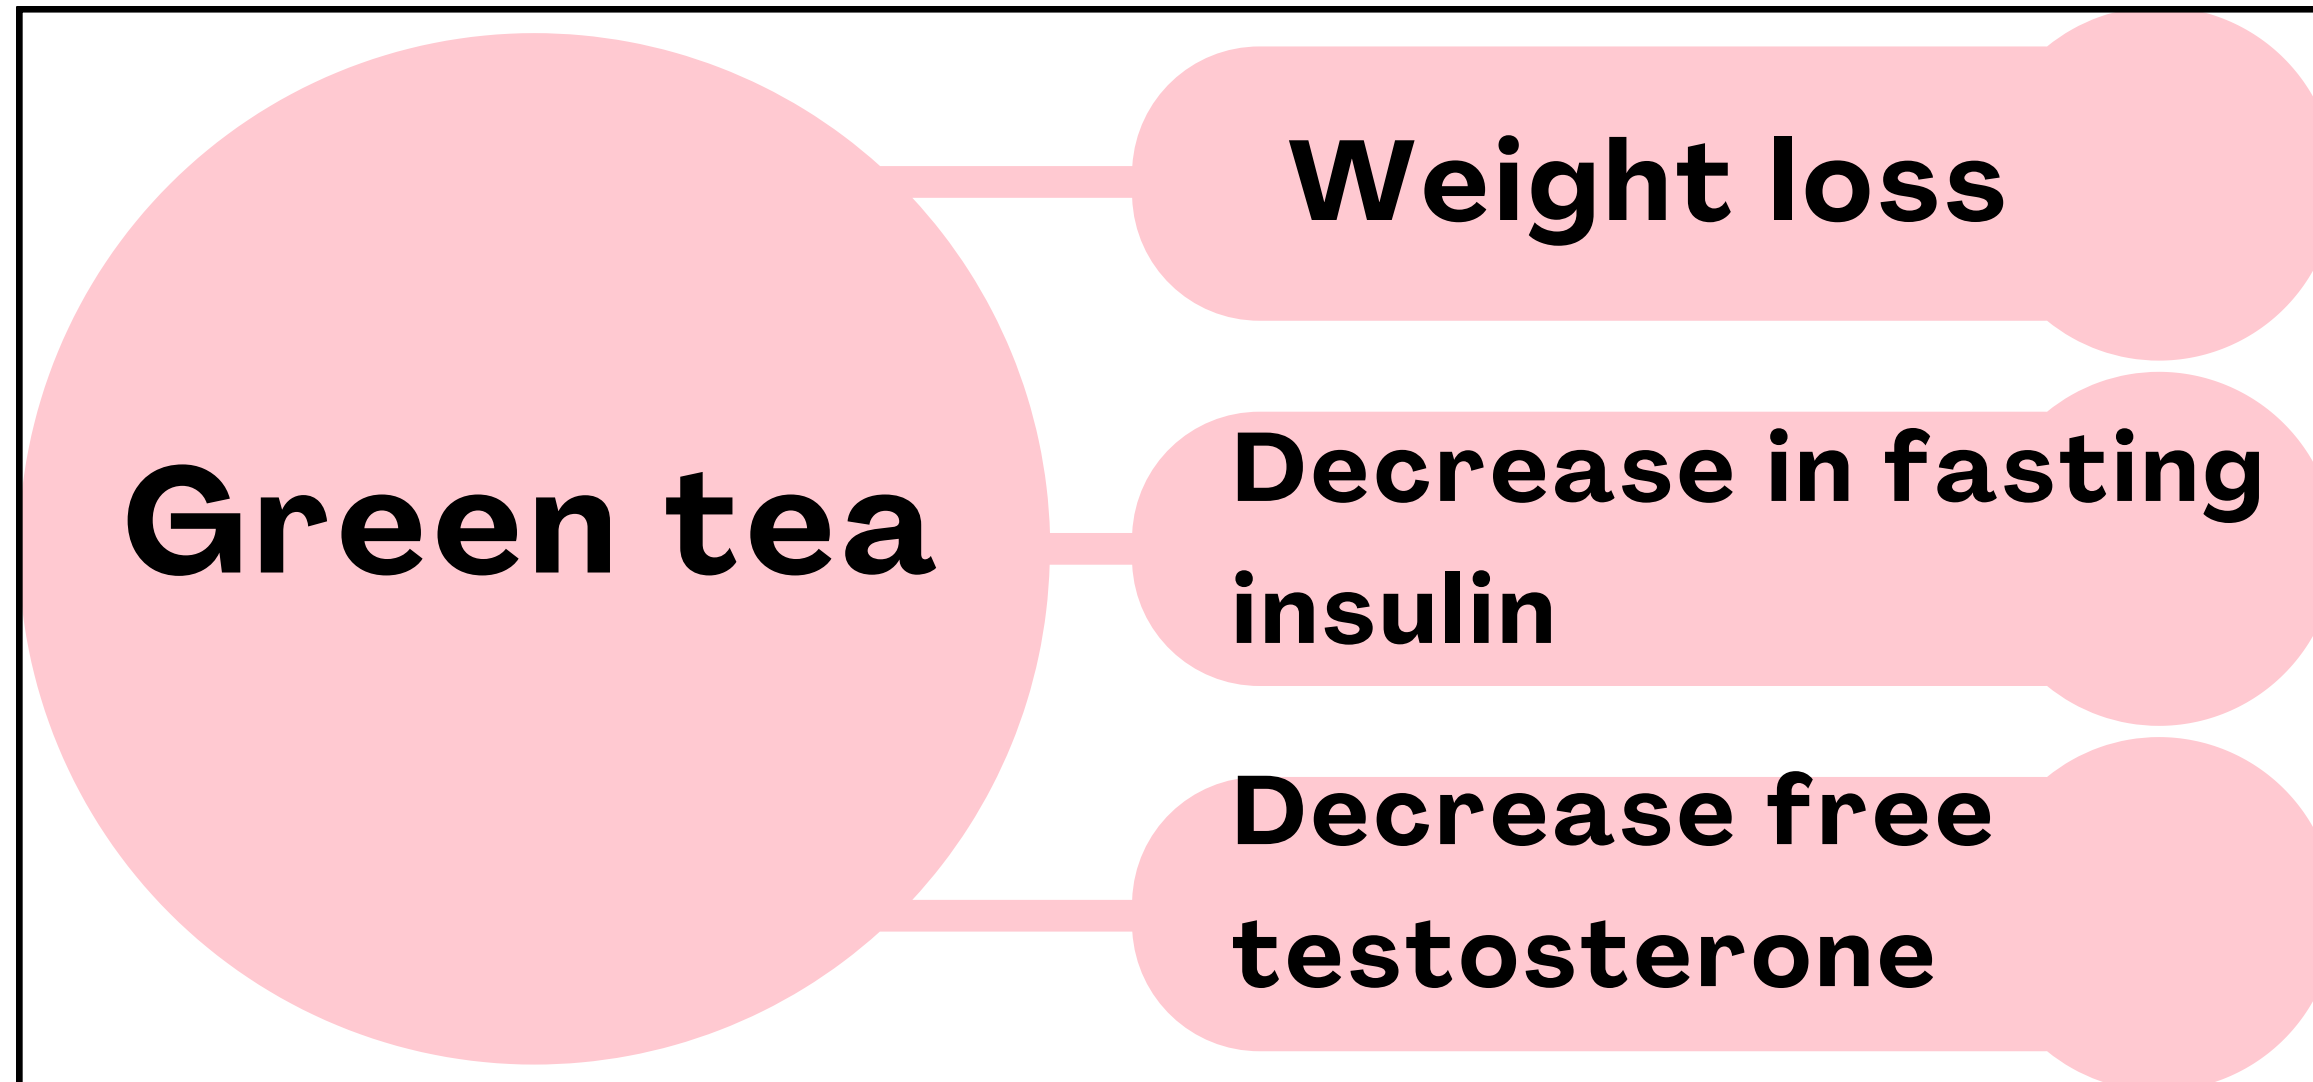 Green tea
Weight loss
Decrease in fasting
insulin
Decrease free
testosterone